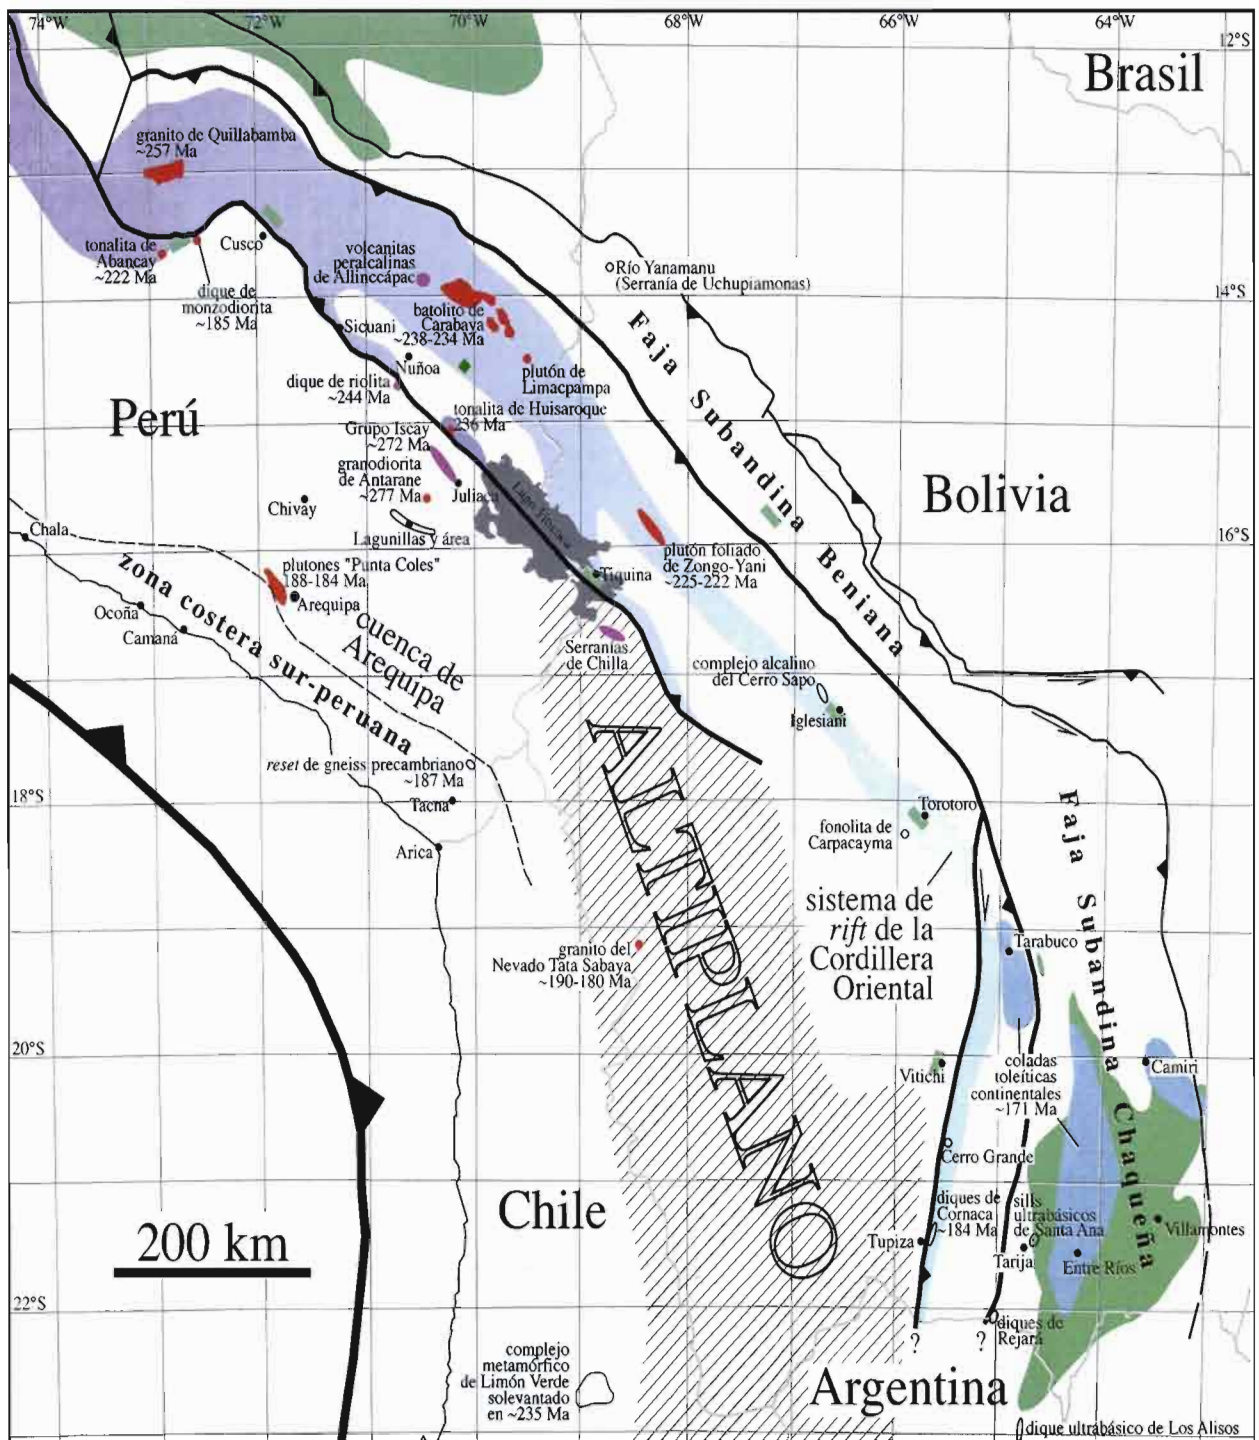 74°W
72°W
70°W
68°W
66°W
64°W
12°S
Brasil
granito de Quillabamba
~257 Ma
tonalita de
Abancay
~222 Ma
Cusco
dique de
monzodiorita
~185 Ma
volcanitas
peralcalinas
de Allinccápac
Río Yanamanu
(Serranía de Uchupiamonas)
14°S
batolito de
Carabaya
~238-234 Ma
Sicuani
Nuñoa
plutón de
Limacpampa
dique de riolita
~244 Ma
tonalita de Huisaroque
236 Ma
Perú
Grupo Iscay
~272 Ma
granodiorita
de Antarane
~277 Ma
Juliaca
Chivay
Lagunillas y área
Lago Titicaca
Faja Subandina Beniana
Bolivia
Chala
16°S
plutones "Punta Coles"
188-184 Ma
Arequipa
Ocoña
Camaná
zona costera sur-peruana
cuenca de
Arequipa
Tiquina
plutón foliado
de Zongo-Yani
~225-222 Ma
Serranías
de Chilla
complejo alcalino
del Cerro Sapo
Iglesiani
reset de gneiss precambriano
~187 Ma
Tacna
18°S
Arica
ALTIPLANO
Torotoro
fonolita de
Carpacayma
Faja Subandina Chaqueña
sistema de
rift de la
Cordillera
Oriental
Tarabuco
granito del
Nevado Tata Sabaya
~190-180 Ma
20°S
Vitichi
coladas
toleíticas
continentales
~171 Ma
Camiri
Cerro Grande
Chile
diques de
Cornaca
~184 Ma
sills
ultrabásicos
de Santa Ana
Villamontes
Tupiza
Tarija
Entre Ríos
200 km
22°S
?
?
diques de
Rejará
complejo
metamórfico
de Limón Verde
solevantado
en ~235 Ma
Argentina
dique ultrabásico de Los Alisos